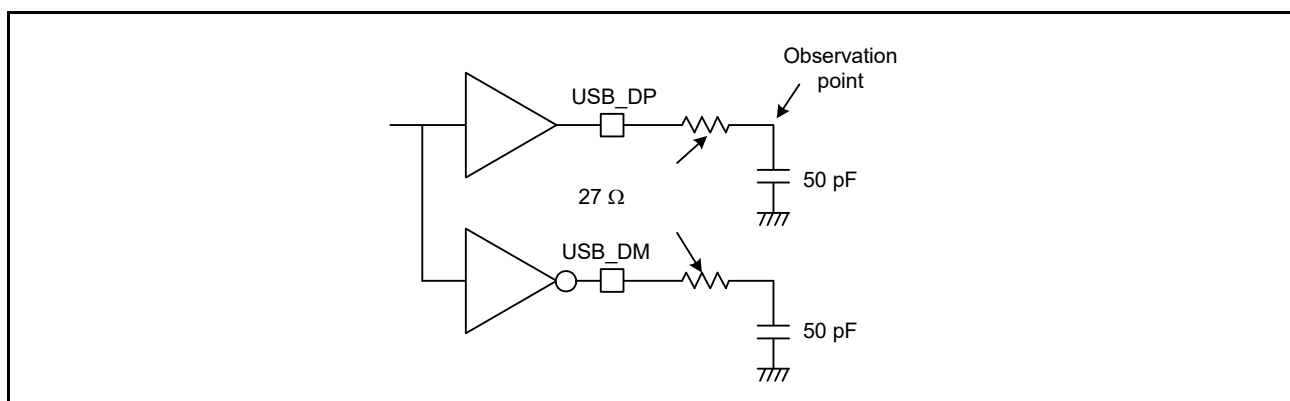 Observation
point
USB_DP
50 pF
27 Ω
USB_DM
50 pF